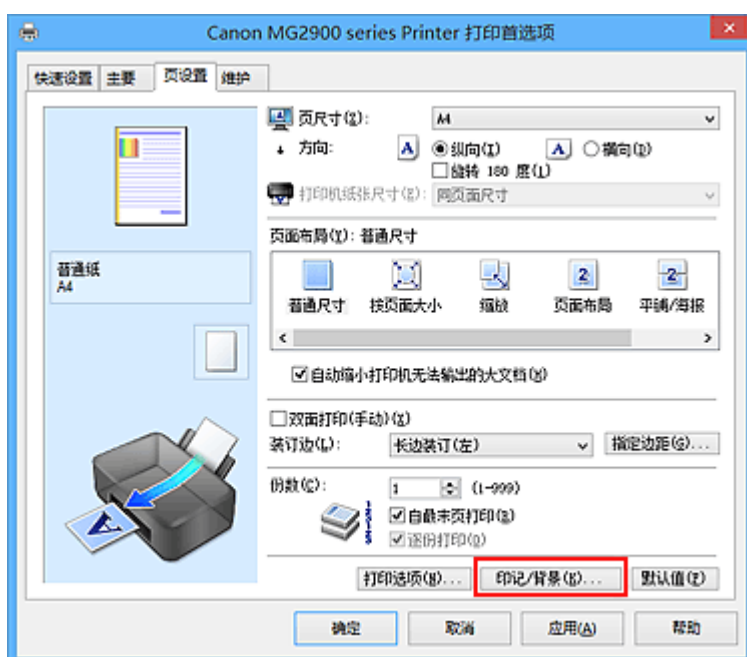 Canon MG2900 series Printer 打印首选项
快速设置 主要 页设置 维护
页尺寸(Z): A4
方向: A 纵向(I) A 横向(D)
旋转 180 度(L)
打印机纸张尺寸(E): 同页面尺寸
页面布局(Y): 普通尺寸
普通纸
A4
普通尺寸 按页面大小 缩放 页面布局 平铺/海报
自动缩小打印机无法输出的大文档(W)
双面打印(手动)(X)
装订边(L): 长边装订(左) 指定边距(G)...
份数(C): 1 (1-999)
自最末页打印(S)
逐份打印(O)
打印选项(N)... 印记/背景(K)... 默认值(F)
确定 取消 应用(A) 帮助